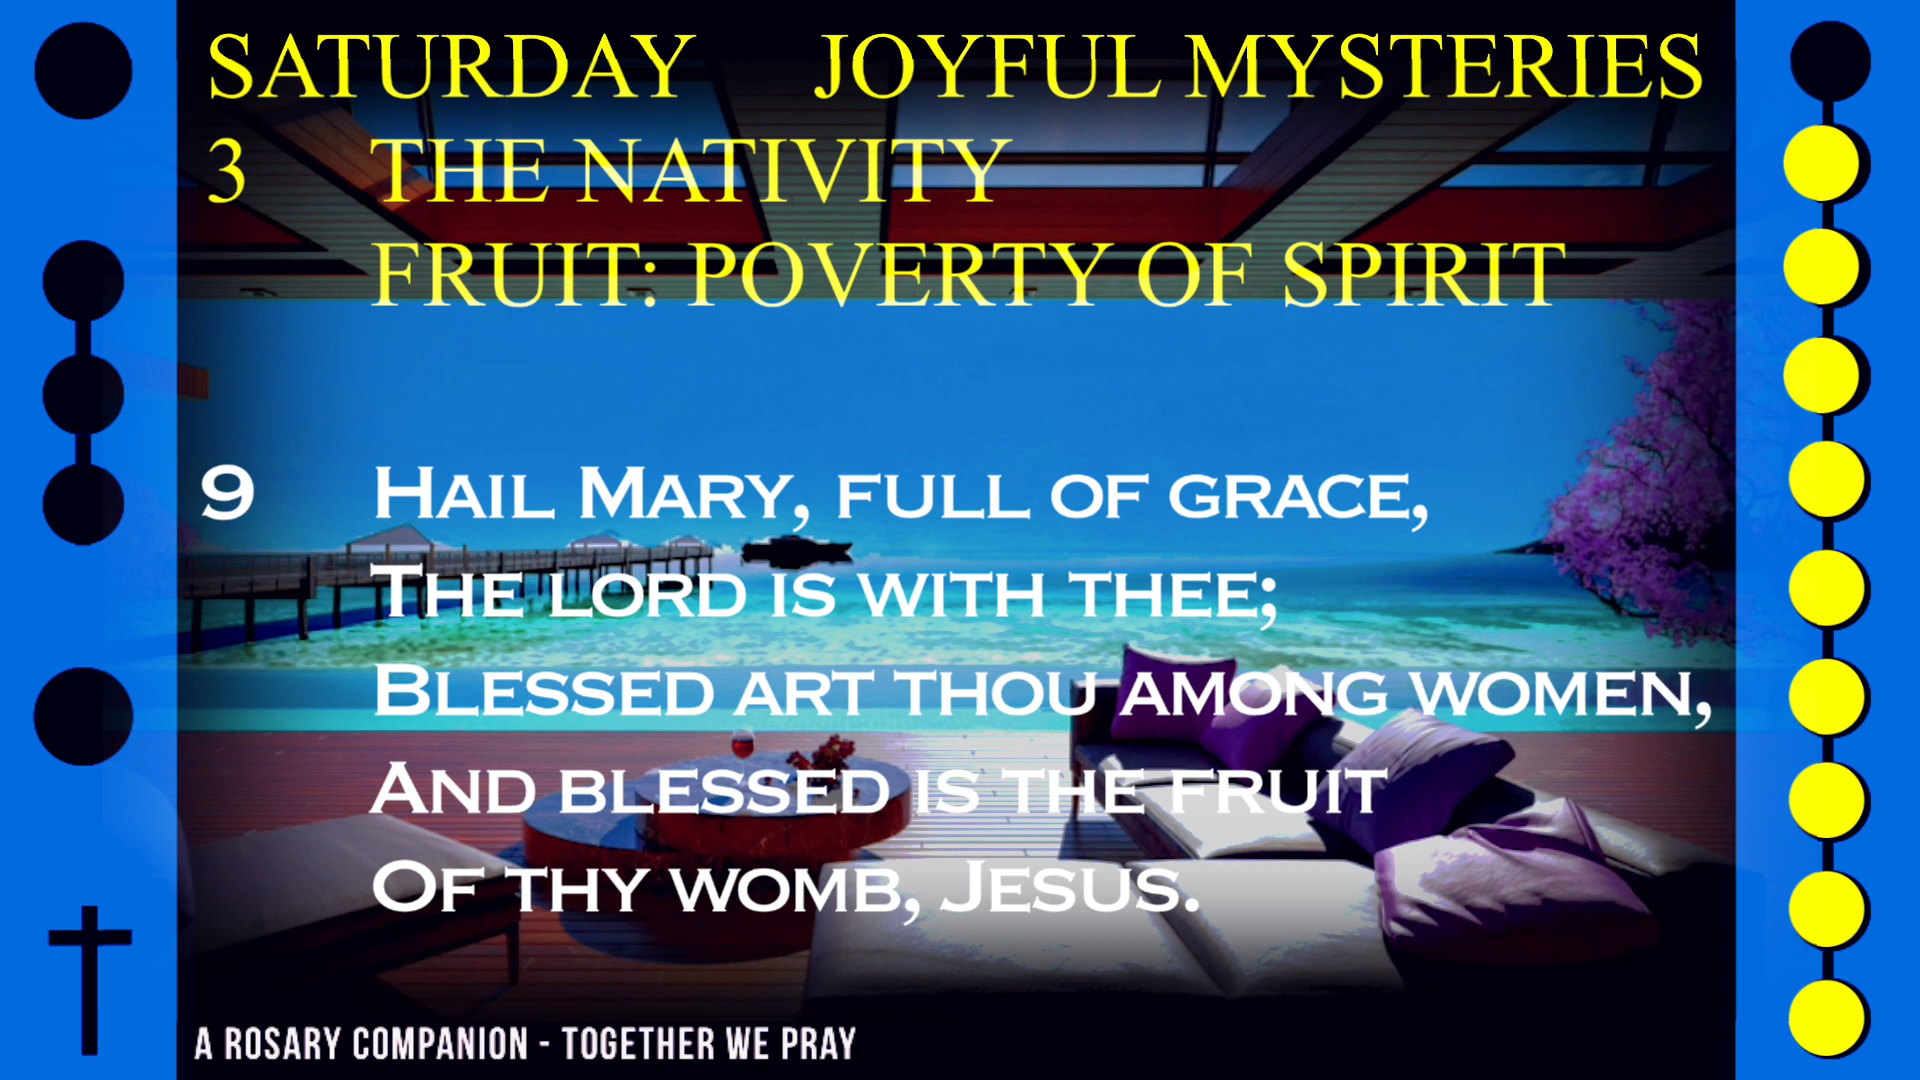 SATURDAY JOYFUL MYSTERIES
3 THE NATIVITY
FRUIT: POVERTY OF SPIRIT
9 HAIL MARY, FULL OF GRACE,
THE LORD IS WITH THEE;
BLESSED ART THOU AMONG WOMEN,
AND BLESSED IS THE FRUIT
OF THY WOMB, JESUS.
A ROSARY COMPANION - TOGETHER WE PRAY